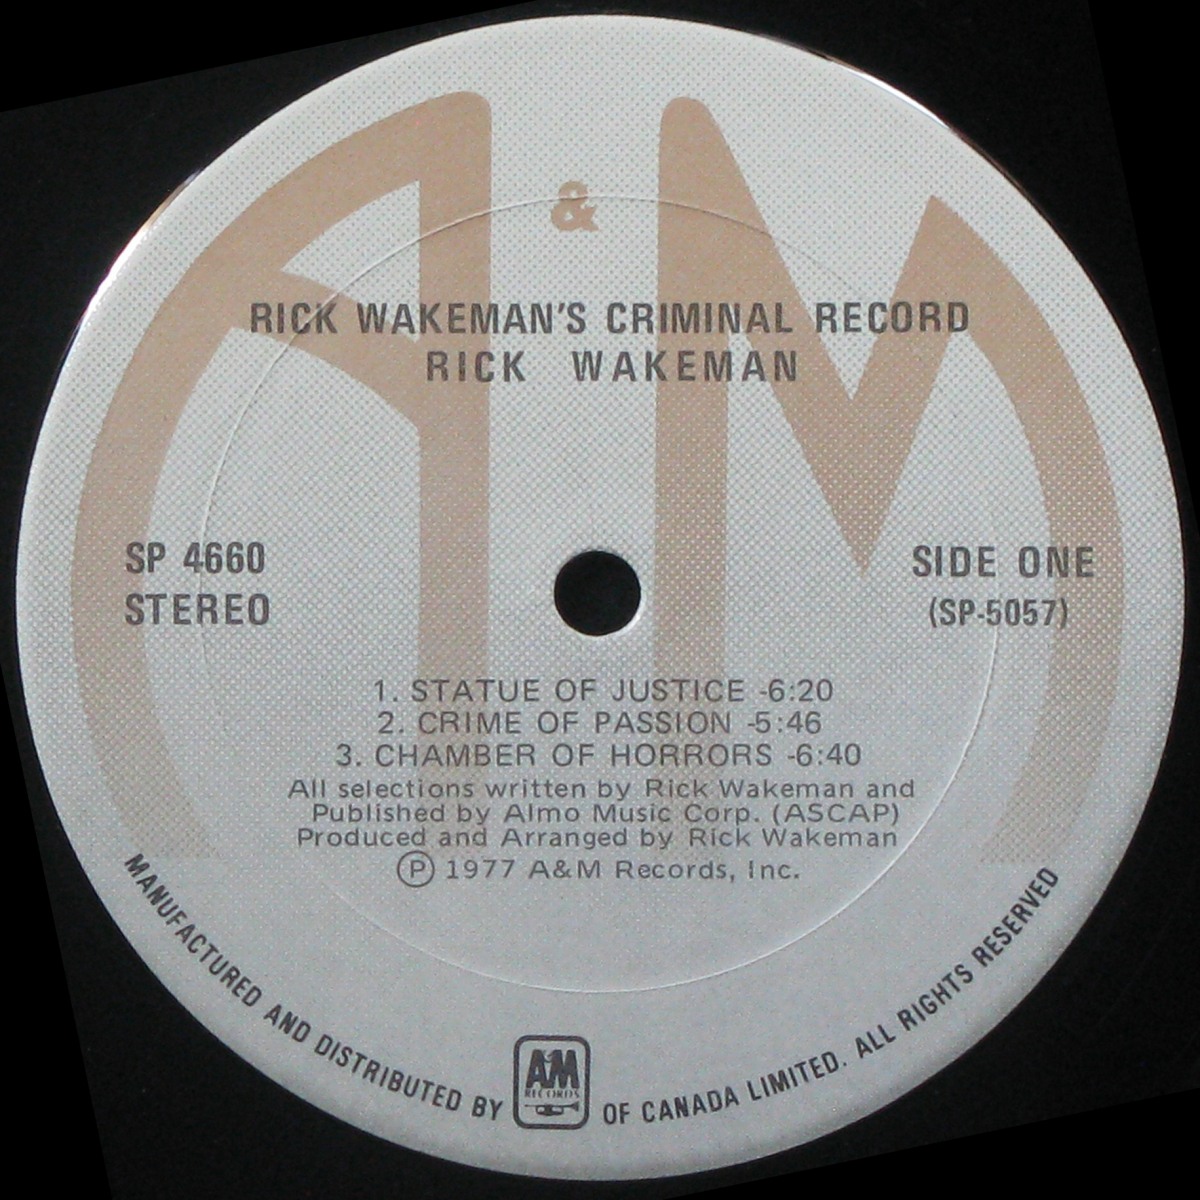 A & M
RICK WAKEMAN'S CRIMINAL RECORD
RICK WAKEMAN
SP 4660
STEREO
SIDE ONE
(SP-5057)
1. STATUE OF JUSTICE -6:20
2. CRIME OF PASSION -5:46
3. CHAMBER OF HORRORS -6:40
All selections written by Rick Wakeman and
Published by Almo Music Corp. (ASCAP)
Produced and Arranged by Rick Wakeman
Ⓟ 1977 A&M Records, Inc.
MANUFACTURED AND DISTRIBUTED BY A&M RECORDS OF CANADA LIMITED. ALL RIGHTS RESERVED